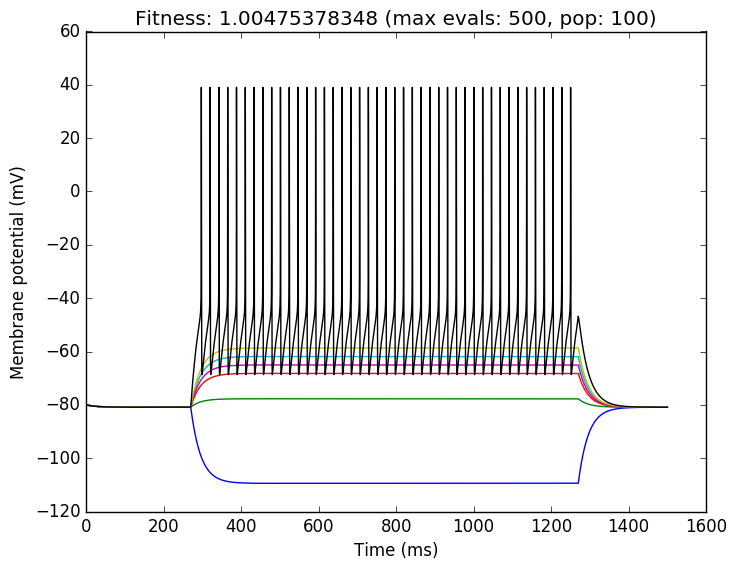 Fitness: 1.00475378348 (max evals: 500, pop: 100)
60
40
20
0
−20
−40
−60
−80
−100
−120
Membrane potential (mV)
0 200 400 600 800 1000 1200 1400 1600
Time (ms)